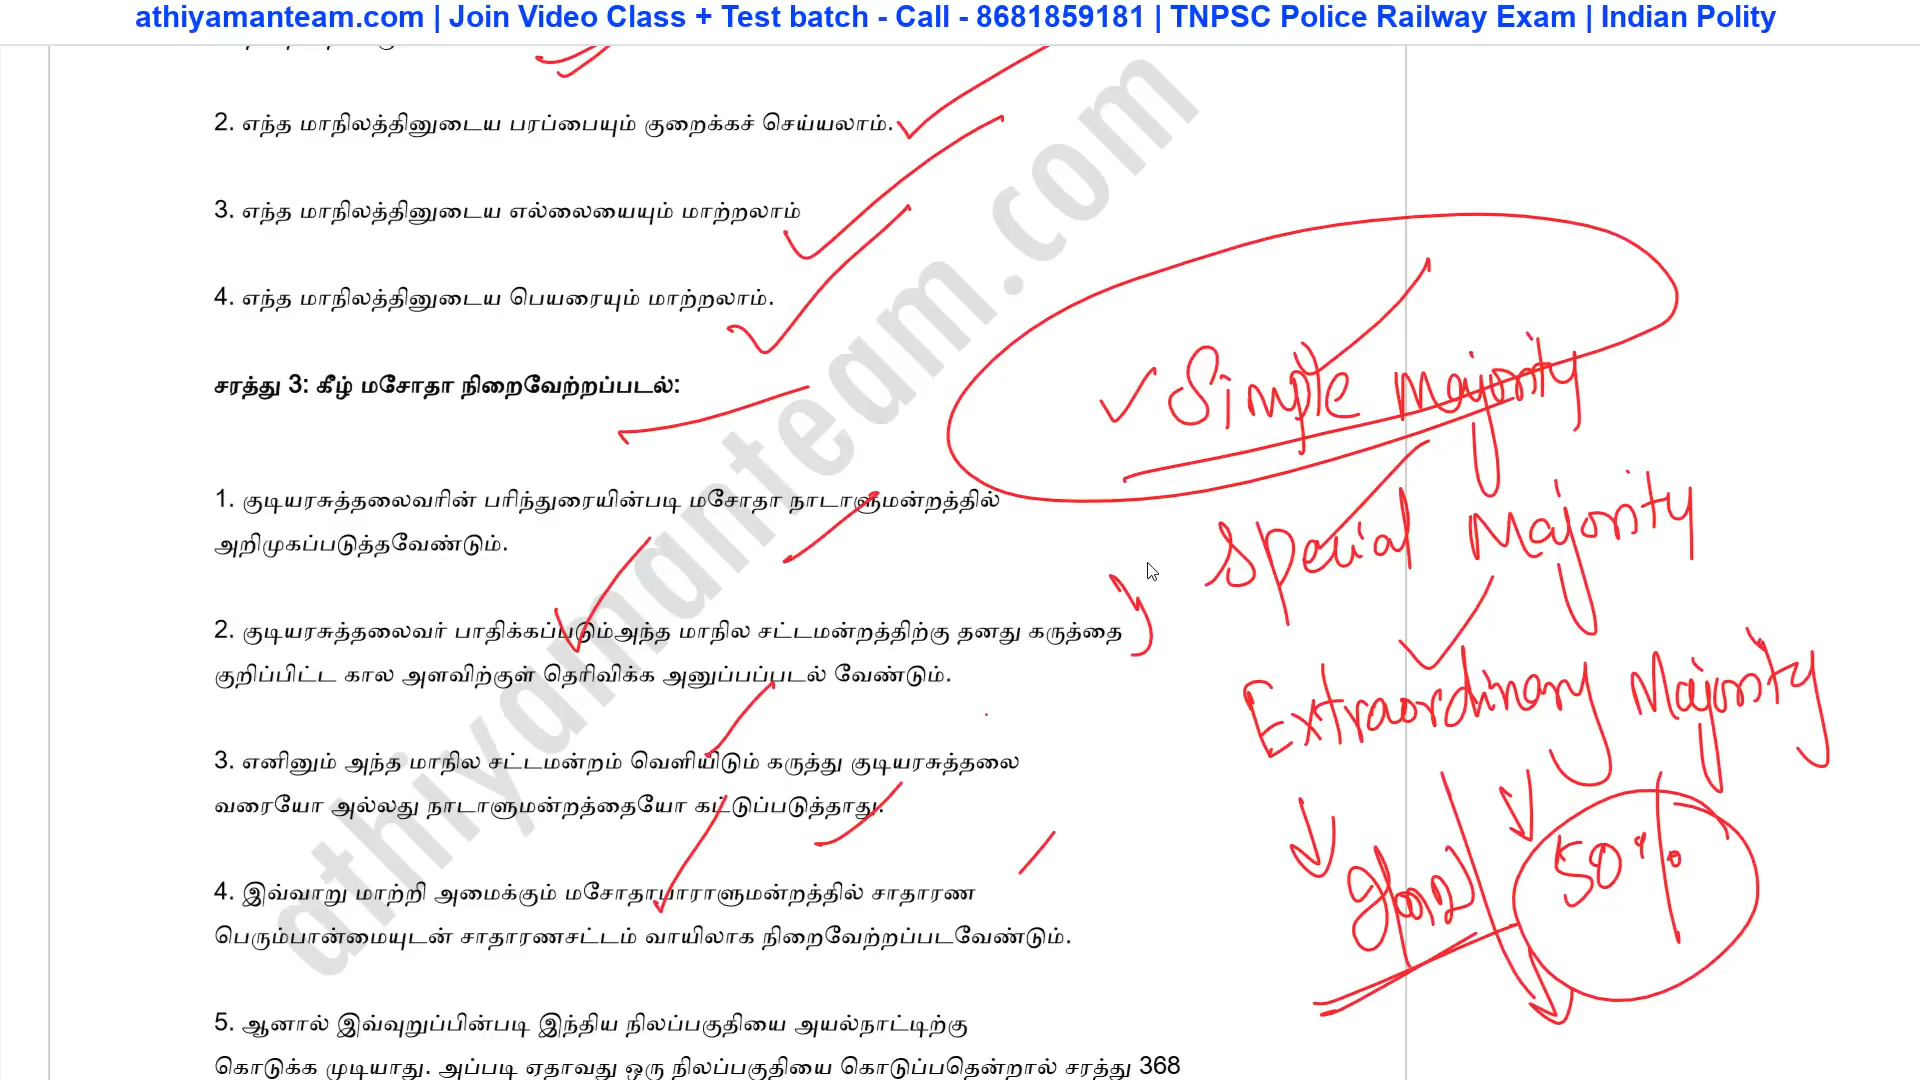 athiyamanteam.com | Join Video Class + Test batch - Call - 8681859181 | TNPSC Police Railway Exam | Indian Polity
2. எந்த மாநிலத்தினுடைய பரப்பையும் குறைக்கச் செய்யலாம்.
3. எந்த மாநிலத்தினுடைய எல்லையையும் மாற்றலாம்
4. எந்த மாநிலத்தினுடைய பெயரையும் மாற்றலாம்.
சரத்து 3: கீழ் மசோதா நிறைவேற்றப்படல்:
1. குடியரசுத்தலைவரின் பரிந்துரையின்படி மசோதா நாடாளுமன்றத்தில்
அறிமுகப்படுத்தவேண்டும்.
2. குடியரசுத்தலைவர் பாதிக்கப்படும்அந்த மாநில சட்டமன்றத்திற்கு தனது கருத்தை
குறிப்பிட்ட கால அளவிற்குள் தெரிவிக்க அனுப்பப்படல் வேண்டும்.
3. எனினும் அந்த மாநில சட்டமன்றம் வெளியிடும் கருத்து குடியரசுத்தலை
வரையோ அல்லது நாடாளுமன்றத்தையோ கட்டுப்படுத்தாது.
4. இவ்வாறு மாற்றி அமைக்கும் மசோதாபாராளுமன்றத்தில் சாதாரண
பெரும்பான்மையுடன் சாதாரணசட்டம் வாயிலாக நிறைவேற்றப்படவேண்டும்.
5. ஆனால் இவ்வுறுப்பின்படி இந்திய நிலப்பகுதியை அயல்நாட்டிற்கு
கொடுக்க முடியாது. அப்படி ஏதாவது ஒரு நிலப்பகுதியை கொடுப்பதென்றால் சரத்து 368
Simple Majority
Special Majority
Extraordinary Majority
50%
athiyamanteam.com